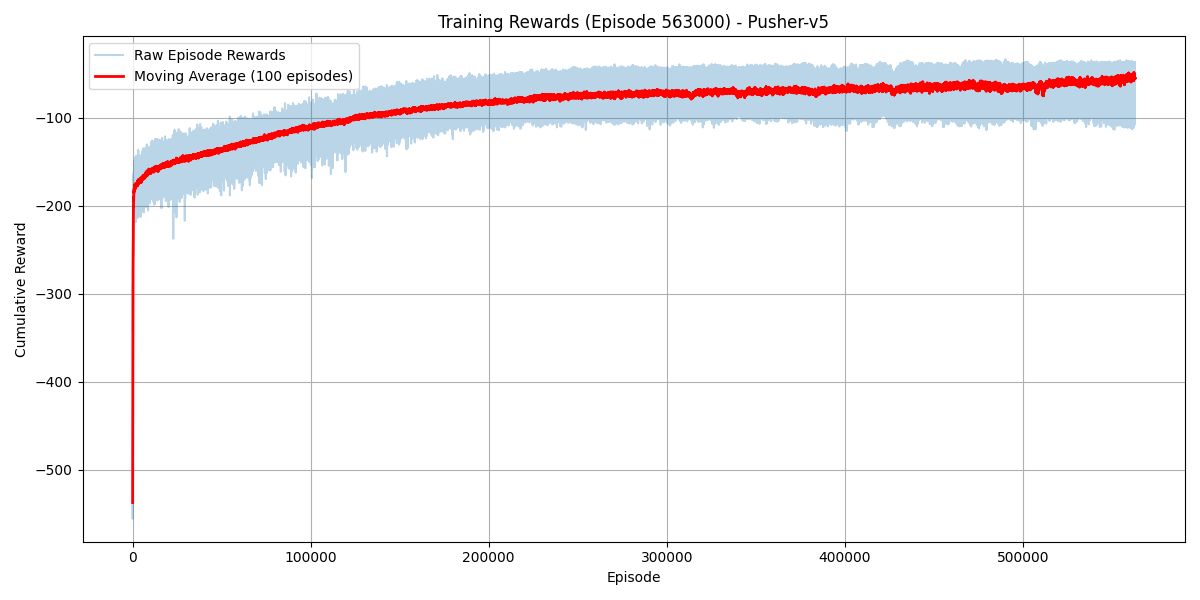 Training Rewards (Episode 563000) - Pusher-v5
Raw Episode Rewards
Moving Average (100 episodes)
Cumulative Reward
−100
−200
−300
−400
−500
0
100000
200000
300000
400000
500000
Episode